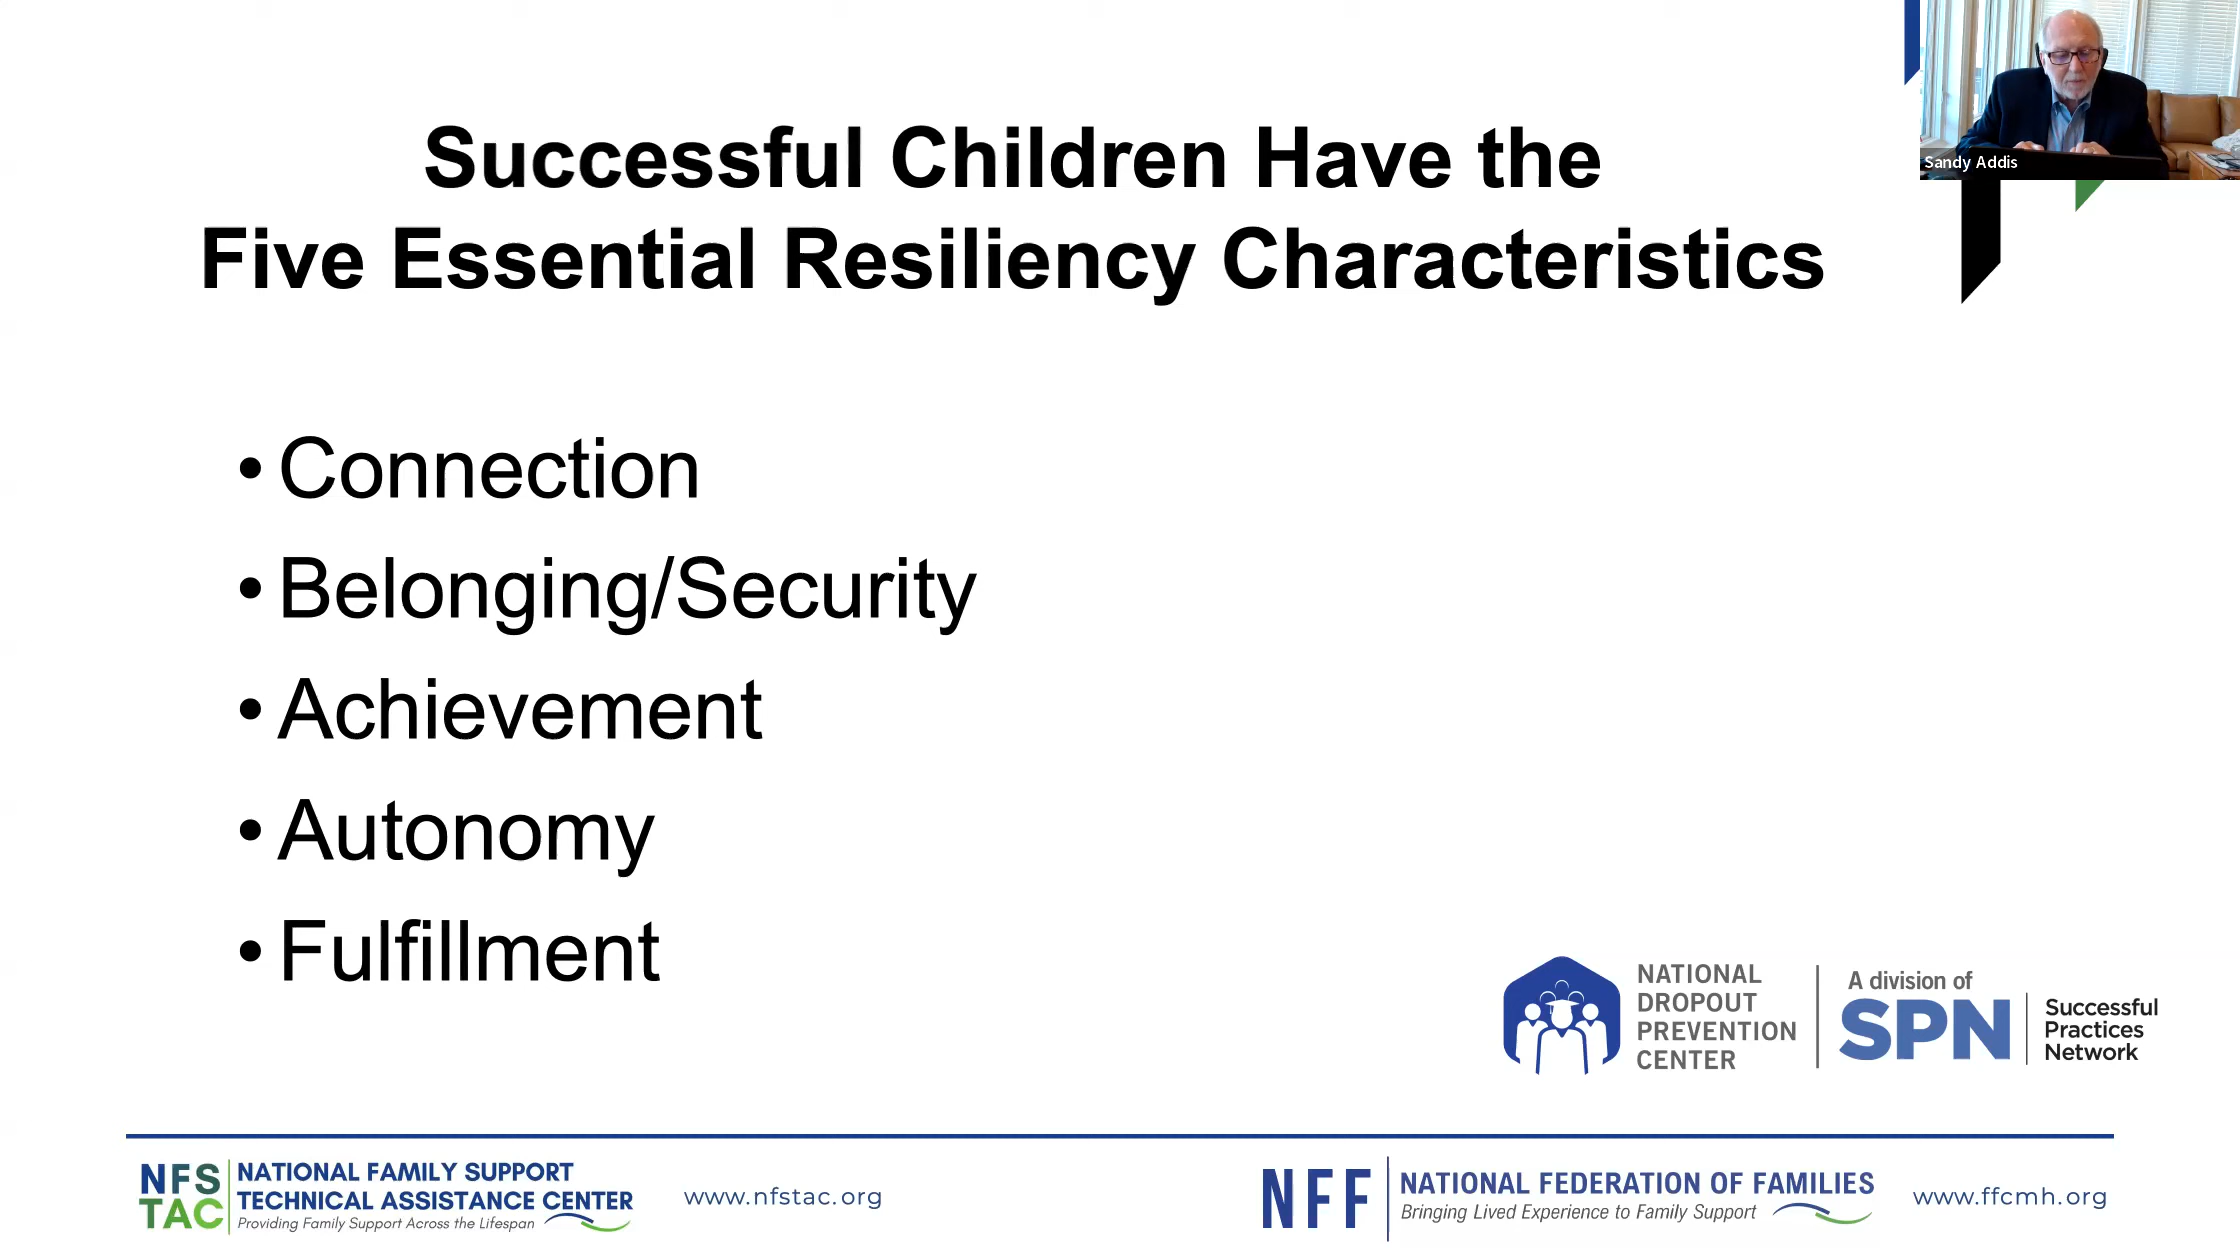 Successful Children Have the
Five Essential Resiliency Characteristics
Sandy Addis
• Connection
• Belonging/Security
• Achievement
• Autonomy
• Fulfillment
NATIONAL
DROPOUT
PREVENTION
CENTER
A division of
SPN
Successful
Practices
Network
NFS
TAC
NATIONAL FAMILY SUPPORT
TECHNICAL ASSISTANCE CENTER
Providing Family Support Across the Lifespan
www.nfstac.org
NFF
NATIONAL FEDERATION OF FAMILIES
Bringing Lived Experience to Family Support
www.ffcmh.org